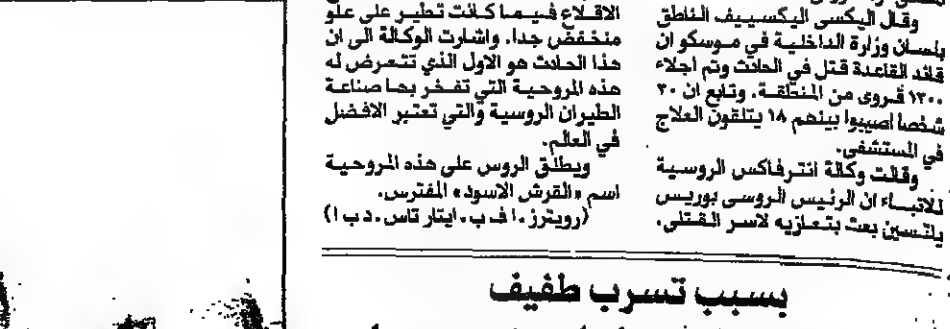 وقال اليكسى اليكسييف الناطق
بلسان وزارة الداخلية في موسكو ان
قائد القاعدة قتل في الحادث وتم اجلاء
١٣٠٠ قروى من المنطقة. وتابع ان ٣٠
شخصا اصيبوا بينهم ١٨ يتلقون العلاج
في المستشفى.
وقالت وكالة انترفاكس الروسية
للانباء ان الرئيس الروسى بوريس
يلتسين بعث بتعازيه لاسر القتلى.
الاقلاع فيما كانت تطير على علو
منخفض جدا. واشارت الوكالة الى ان
هذا الحادث هو الاول الذي تتعرض له
هذه المروحية التي تفخر بها صناعة
الطيران الروسية والتي تعتبر الافضل
في العالم.
ويطلق الروس على هذه المروحية
اسم «القرش الاسود» المفترس.
(رويترز. ا ف ب. ايتار تاس. د ب ا)
بسبب تسرب طفيف